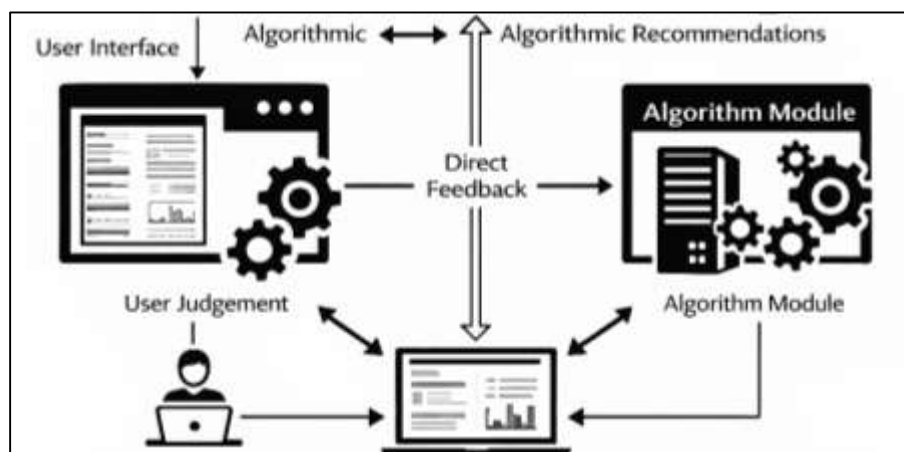 User Interface
Algorithmic
Algorithmic Recommendations
Algorithm Module
Direct
Feedback
User Judgement
Algorithm Module